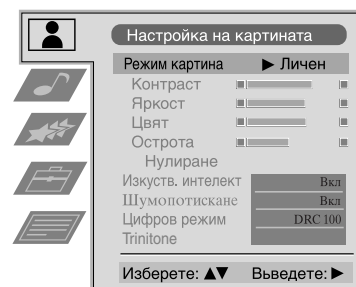 Настройка на картината
Режим картина ▶ Личен
Контраст
Яркост
Цвят
Острота
Нулиране
Изкуств. интелект Вкл
Шумопотискане Вкл
Цифров режим DRC 100
Trinitone
Изберете: ▲▼ Въведете: ▶